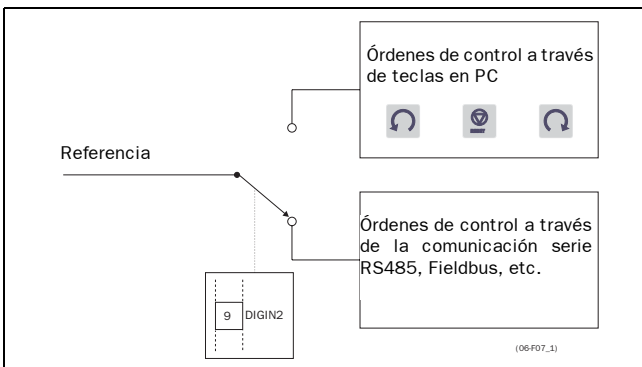 Órdenes de control a través
de teclas en PC
Referencia
Órdenes de control a través
de la comunicación serie
RS485, Fieldbus, etc.
9 DIGIN2
(06-F07_1)